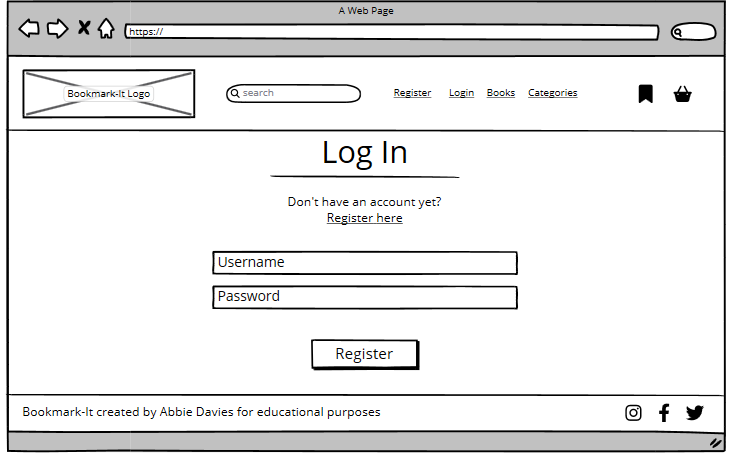 A Web Page
https://
Bookmark-It Logo
search
Register Login Books Categories
Log In
Don't have an account yet?
Register here
Username
Password
Register
Bookmark-It created by Abbie Davies for educational purposes